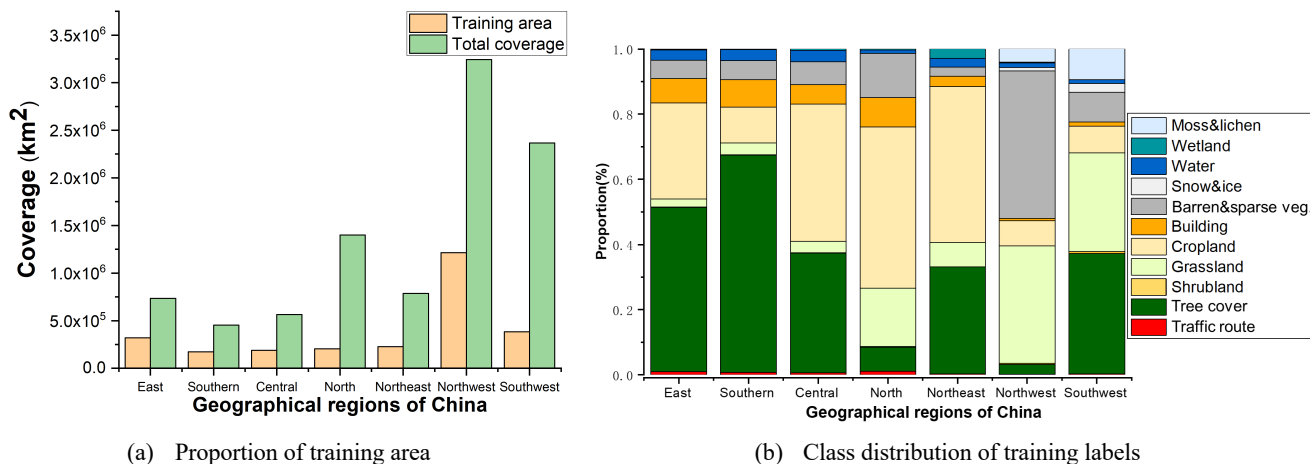 Training area
Total coverage
3.5x10⁶
3.0x10⁶
2.5x10⁶
2.0x10⁶
1.5x10⁶
1.0x10⁶
5.0x10⁵
0.0
Coverage (km²)
East Southern Central North Northeast Northwest Southwest
Geographical regions of China
(a) Proportion of training area
1.0
0.8
0.6
0.4
0.2
0.0
Proportion(%)
East Southern Central North Northeast Northwest Southwest
Geographical regions of China
Moss&lichen
Wetland
Water
Snow&ice
Barren&sparse veg.
Building
Cropland
Grassland
Shrubland
Tree cover
Traffic route
(b) Class distribution of training labels